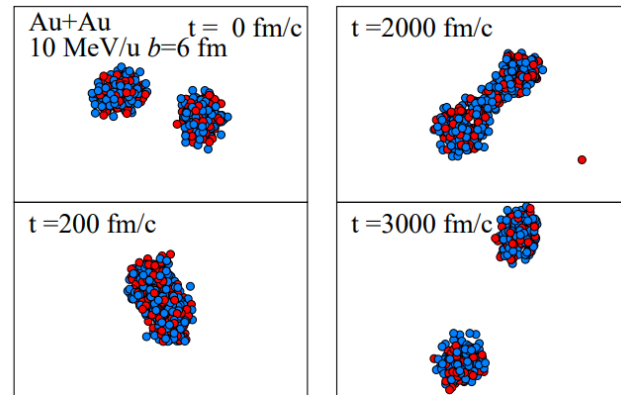 Au+Au
t = 0 fm/c
10 MeV/u b=6 fm
t =2000 fm/c
t =200 fm/c
t=3000 fm/c